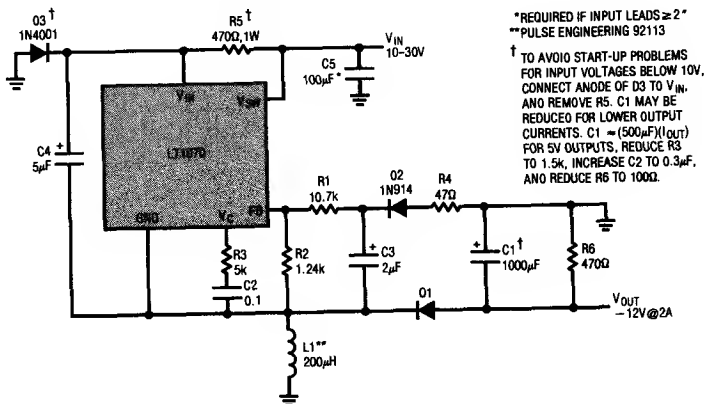 D3†
1N4001
R5†
470Ω,1W
VIN
10-30V
C5
100μF*
*REQUIRED IF INPUT LEADS ≥ 2"
**PULSE ENGINEERING 92113
† TO AVOID START-UP PROBLEMS
FOR INPUT VOLTAGES BELOW 10V,
CONNECT ANODE OF D3 TO VIN,
AND REMOVE R5. C1 MAY BE
REDUCED FOR LOWER OUTPUT
CURRENTS. C1 ≈ (500μF)(IOUT)
FOR 5V OUTPUTS, REDUCE R3
TO 1.5k, INCREASE C2 TO 0.3μF,
AND REDUCE R6 TO 100Ω.
VIN
VSW
C4
5μF
LT1070
GND
VC
FB
R1
10.7k
D2
1N914
R4
47Ω
R3
5k
C2
0.1
R2
1.24k
C3
2μF
C1†
1000μF
R6
470Ω
D1
VOUT
–12V@2A
L1**
200μH